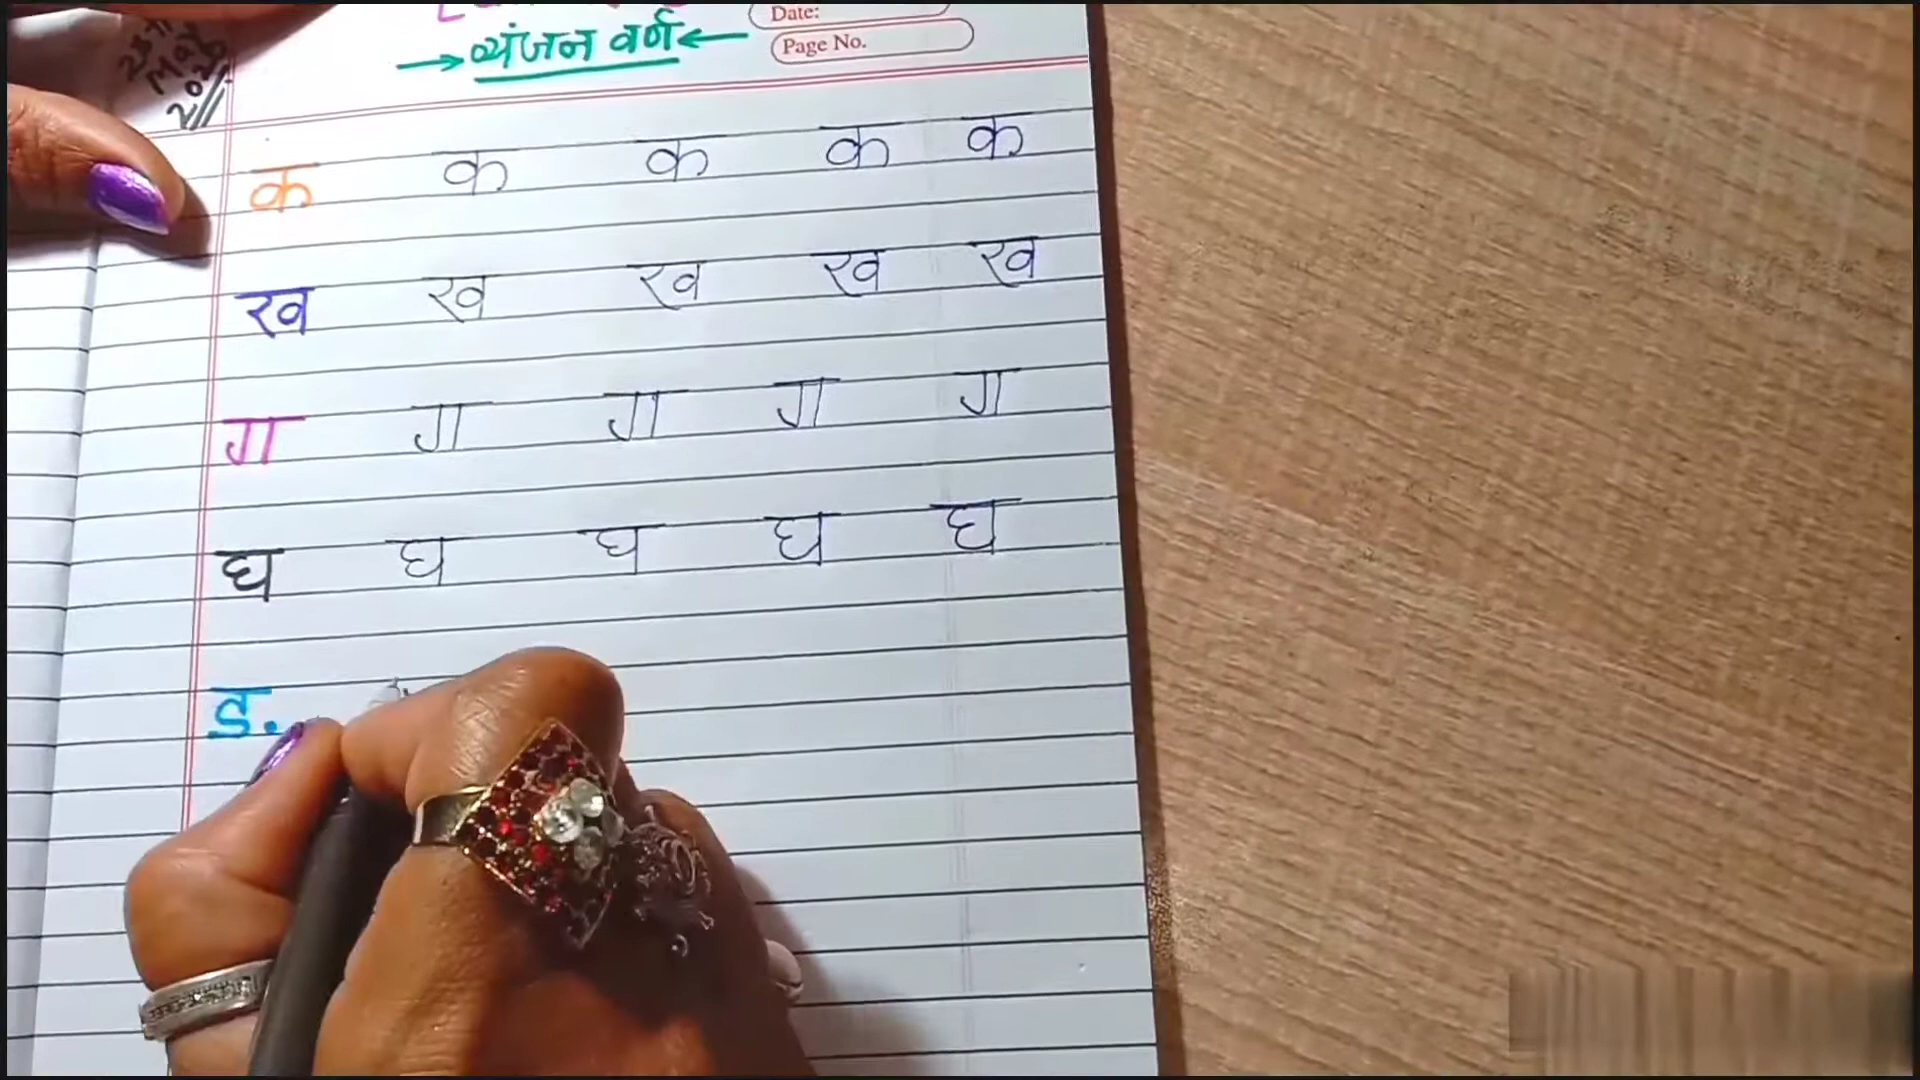 Date:
→ व्यंजन वर्ण ← Page No.
क क क क क
ख ख ख ख ख
ग ग ग ग ग
घ घ घ घ घ
ङ